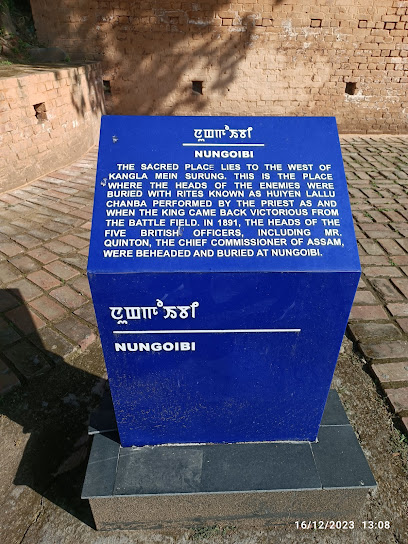 NUNGOIBI
THE SACRED PLACE LIES TO THE WEST OF
KANGLA MEIN SURUNG. THIS IS THE PLACE
WHERE THE HEADS OF THE ENEMIES WERE
BURIED WITH RITES KNOWN AS HUIYEN LALLU
CHANBA PERFORMED BY THE PRIEST AS AND
WHEN THE KING CAME BACK VICTORIOUS FROM
THE BATTLE FIELD. IN 1891, THE HEADS OF THE
FIVE BRITISH OFFICERS, INCLUDING MR.
QUINTON, THE CHIEF COMMISSIONER OF ASSAM,
WERE BEHEADED AND BURIED AT NUNGOIBI.
NUNGOIBI
16/12/2023 13:08